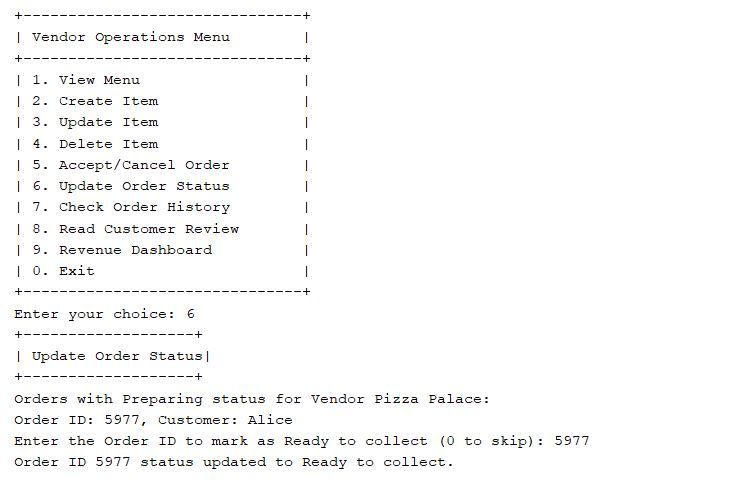 +-------------------------------+
| Vendor Operations Menu        |
+-------------------------------+
| 1. View Menu                  |
| 2. Create Item                |
| 3. Update Item                |
| 4. Delete Item                |
| 5. Accept/Cancel Order        |
| 6. Update Order Status        |
| 7. Check Order History        |
| 8. Read Customer Review       |
| 9. Revenue Dashboard          |
| 0. Exit                       |
+-------------------------------+
Enter your choice: 6
+-------------------+
| Update Order Status|
+-------------------+
Orders with Preparing status for Vendor Pizza Palace:
Order ID: 5977, Customer: Alice
Enter the Order ID to mark as Ready to collect (0 to skip): 5977
Order ID 5977 status updated to Ready to collect.